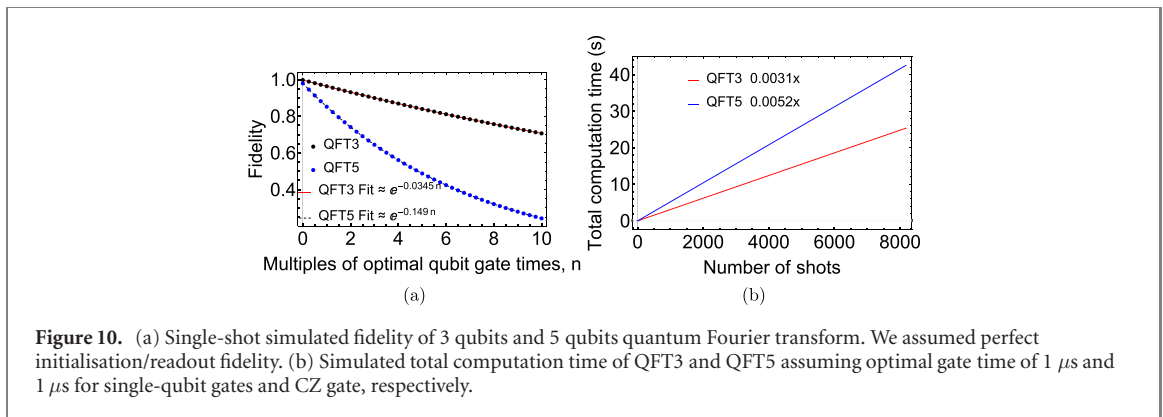 1.0
0.8
0.6
0.4
Fidelity
QFT3
QFT5
QFT3 Fit ≈ e^−0.0345 n
QFT5 Fit ≈ e^−0.149 n
0 2 4 6 8 10
Multiples of optimal qubit gate times, n
(a)
Total computation time (s)
40
30
20
10
0
QFT3 0.0031x
QFT5 0.0052x
0 2000 4000 6000 8000
Number of shots
(b)
Figure 10. (a) Single-shot simulated fidelity of 3 qubits and 5 qubits quantum Fourier transform. We assumed perfect
initialisation/readout fidelity. (b) Simulated total computation time of QFT3 and QFT5 assuming optimal gate time of 1 μs and
1 μs for single-qubit gates and CZ gate, respectively.